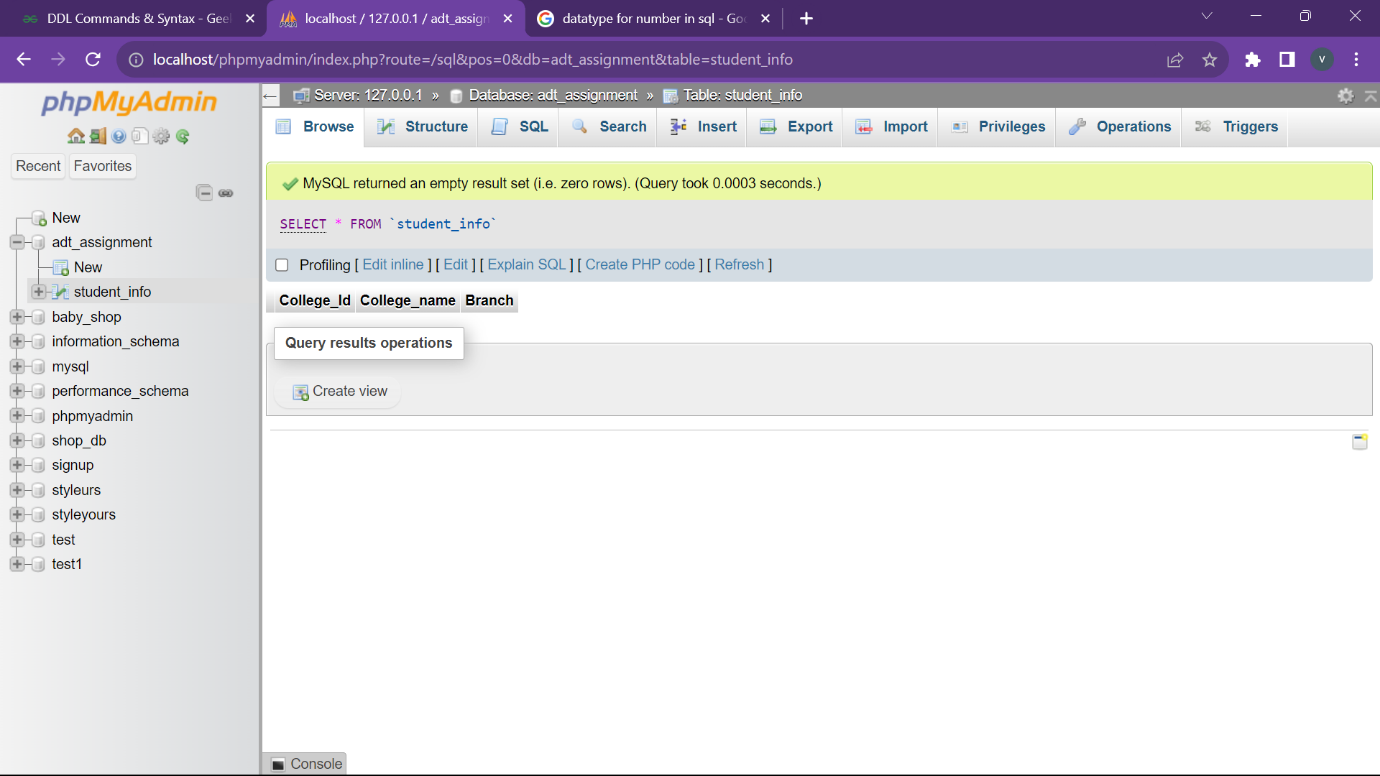 DDL Commands & Syntax - Geel
localhost / 127.0.0.1 / adt_assign
datatype for number in sql - Goo
localhost/phpmyadmin/index.php?route=/sql&pos=0&db=adt_assignment&table=student_info
V
phpMyAdmin
Recent
Favorites
New
adt_assignment
New
student_info
baby_shop
information_schema
mysql
performance_schema
phpmyadmin
shop_db
signup
styleurs
styleyours
test
test1
Server: 127.0.0.1 » Database: adt_assignment » Table: student_info
Browse Structure SQL Search Insert Export Import Privileges Operations Triggers
MySQL returned an empty result set (i.e. zero rows). (Query took 0.0003 seconds.)
SELECT * FROM `student_info`
Profiling [ Edit inline ] [ Edit ] [ Explain SQL ] [ Create PHP code ] [ Refresh ]
College_Id College_name Branch
Query results operations
Create view
Console